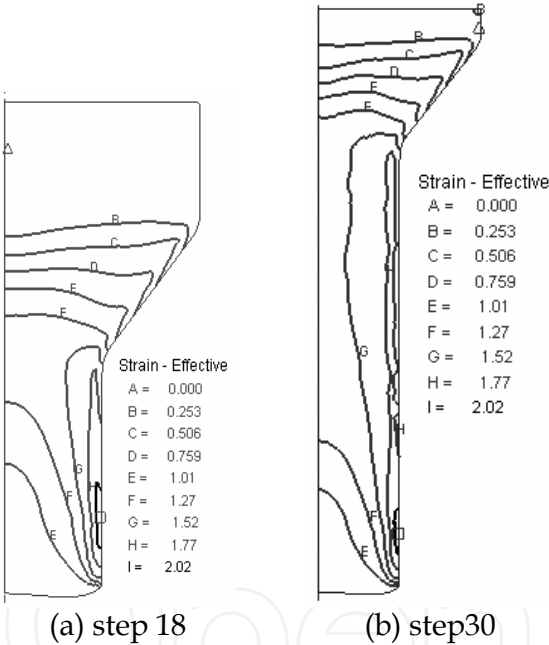 B
C
D
E
E
G
H
F
E
Strain - Effective
A = 0.000
B = 0.253
C = 0.506
D = 0.759
E = 1.01
F = 1.27
G = 1.52
H = 1.77
I = 2.02
(a) step 18
B
B
C
D
E
E
G
H
F
E
Strain - Effective
A = 0.000
B = 0.253
C = 0.506
D = 0.759
E = 1.01
F = 1.27
G = 1.52
H = 1.77
I = 2.02
(b) step30